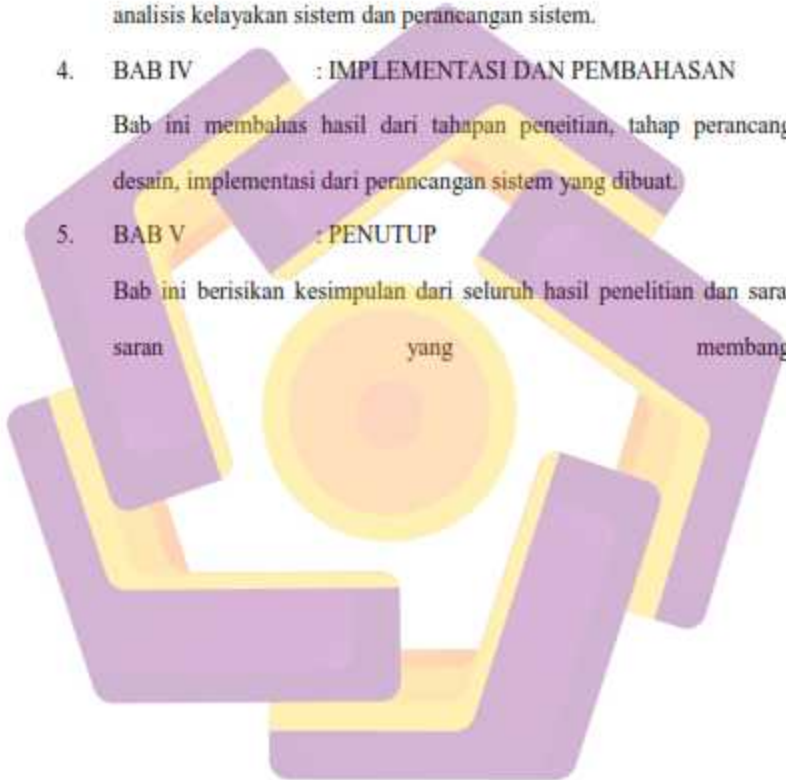 analisis kelayakan sistem dan perancangan sistem.
4. BAB IV : IMPLEMENTASI DAN PEMBAHASAN
Bab ini membahas hasil dari tahapan peneitian, tahap perancang
desain, implementasi dari perancangan sistem yang dibuat.
5. BAB V : PENUTUP
Bab ini berisikan kesimpulan dari seluruh hasil penelitian dan sara
saran yang membang